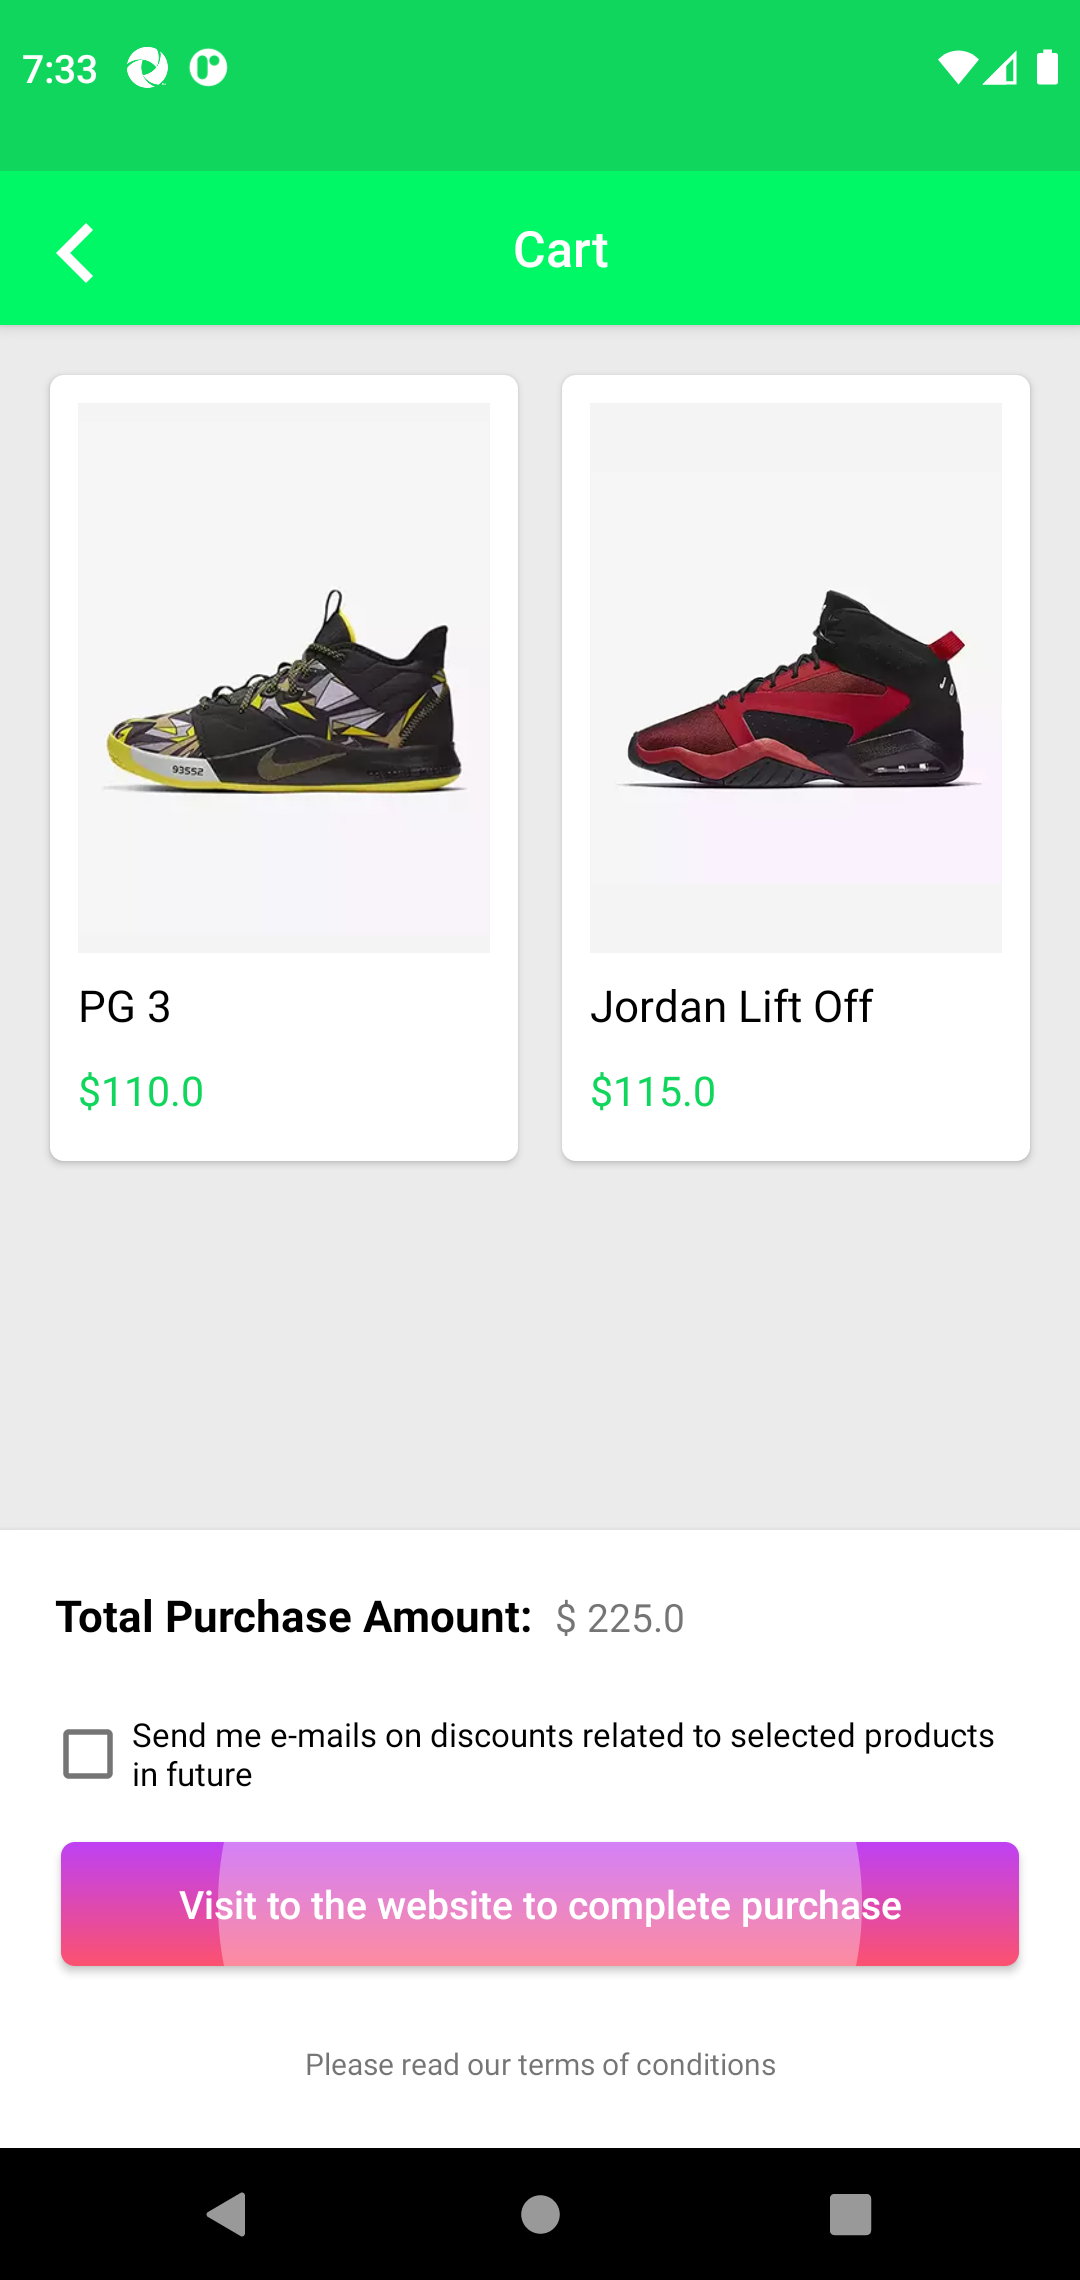 7:33
Cart
93552
PG 3
Jordan Lift Off
$110.0
$115.0
Total Purchase Amount: $ 225.0
Send me e-mails on discounts related to selected products
in future
Visit to the website to complete purchase
Please read our terms of conditions